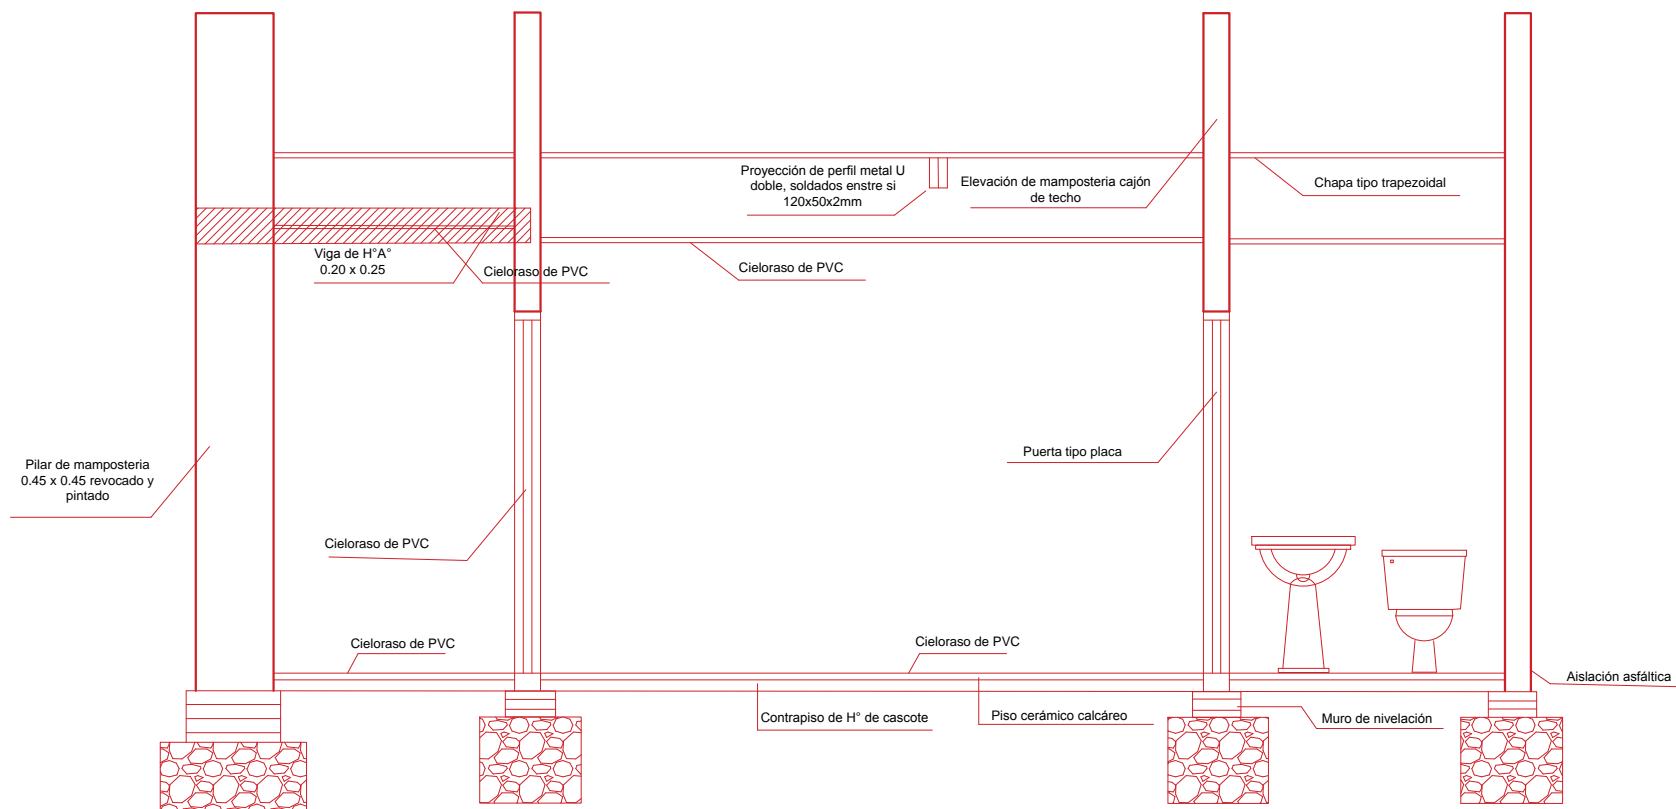 Proyección de perfil metal U
doble, soldados enstre si
120x50x2mm
Elevación de mamposteria cajón
de techo
Chapa tipo trapezoidal
Viga de H°A°
0.20 x 0.25
Cieloraso de PVC
Cieloraso de PVC
Pilar de mamposteria
0.45 x 0.45 revocado y
pintado
Puerta tipo placa
Cieloraso de PVC
Cieloraso de PVC
Cieloraso de PVC
Aislación asfáltica
Contrapiso de H° de cascote
Piso cerámico calcáreo
Muro de nivelación